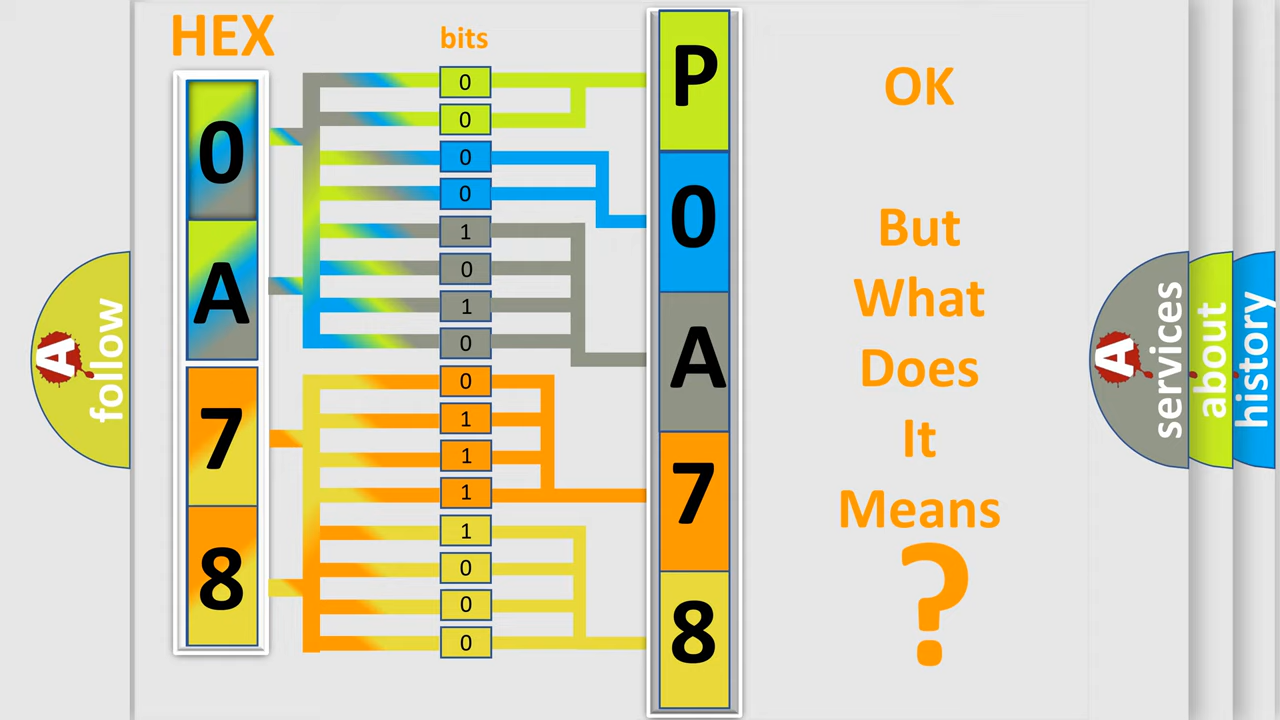 HEX
bits
0
A
7
8
0
0
0
0
1
0
1
0
0
1
1
1
1
0
0
0
P
0
A
7
8
OK
But
What
Does
It
Means
?
A
follow
A
services
about
history